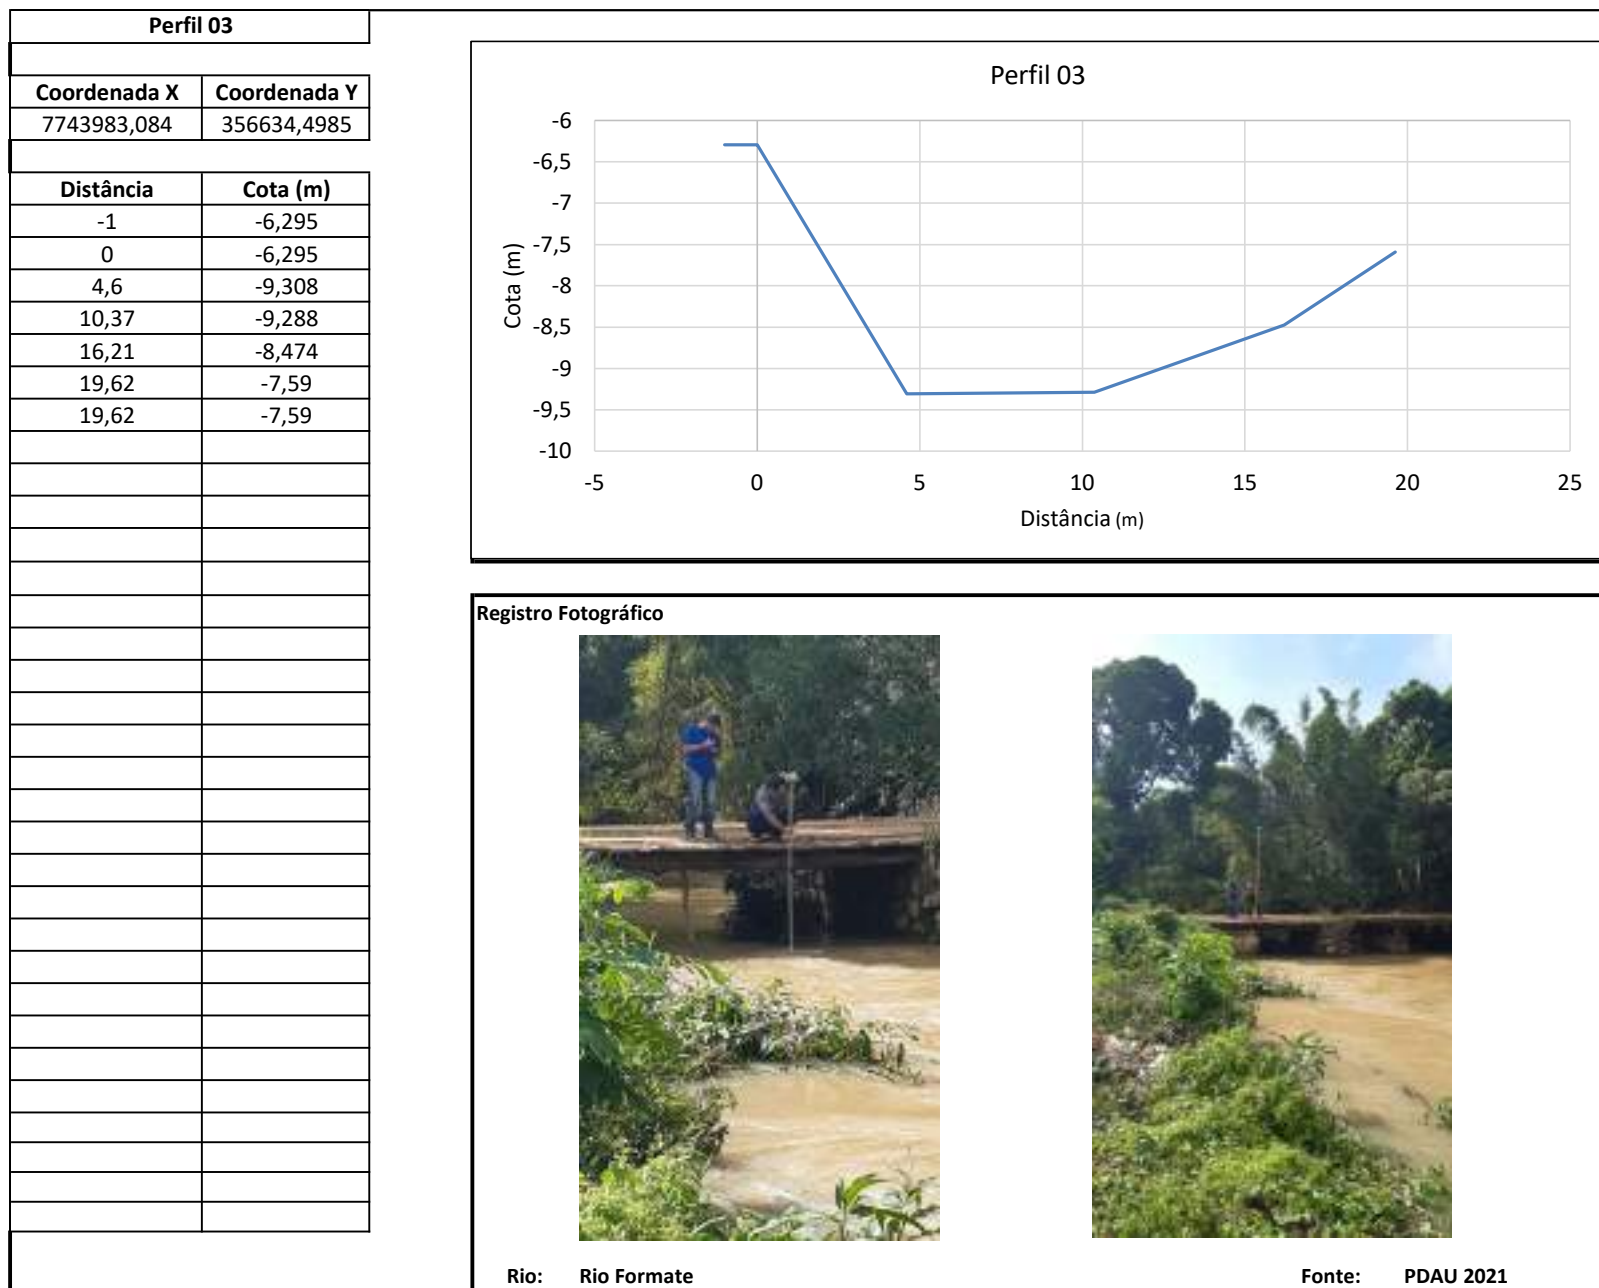 Perfil 03
Coordenada X Coordenada Y
7743983,084 356634,4985
Distância Cota (m)
-1 -6,295
0 -6,295
4,6 -9,308
10,37 -9,288
16,21 -8,474
19,62 -7,59
19,62 -7,59
Perfil 03
Cota (m)
-6
-6,5
-7
-7,5
-8
-8,5
-9
-9,5
-10
-5 0 5 10 15 20 25
Distância (m)
Registro Fotográfico
Rio: Rio Formate Fonte: PDAU 2021